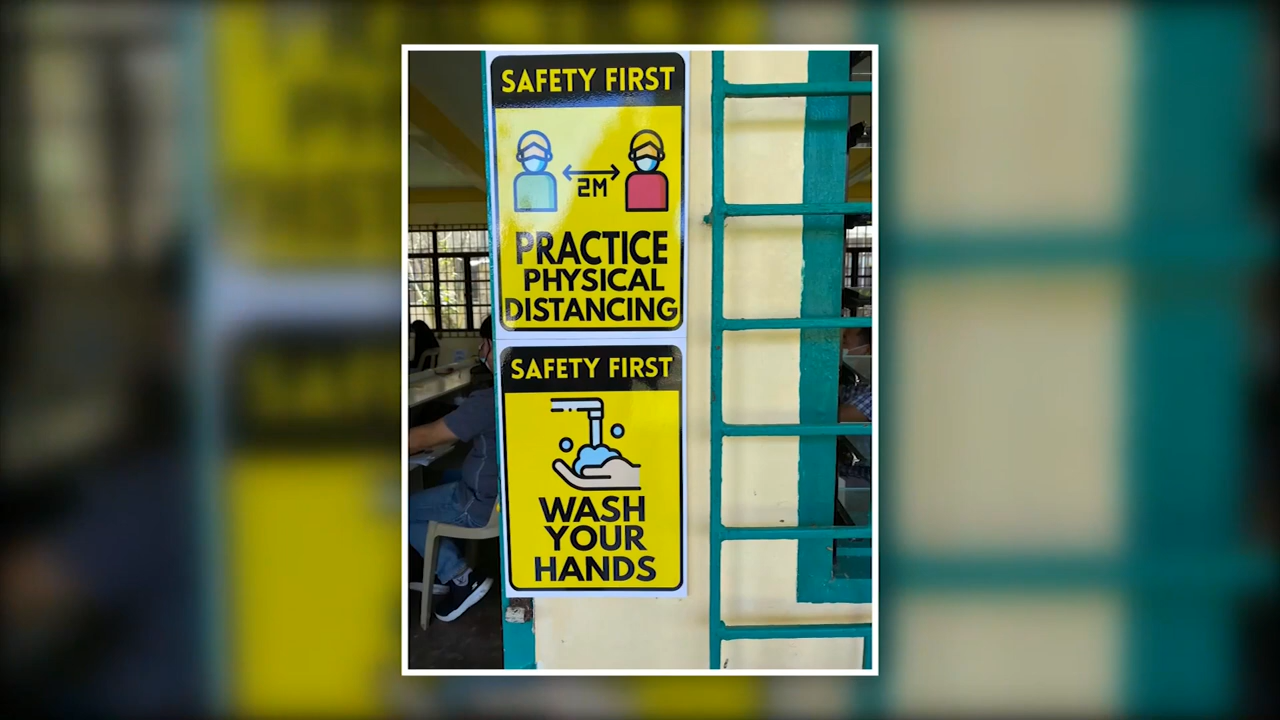 SAFETY FIRST
2M
PRACTICE
PHYSICAL
DISTANCING
SAFETY FIRST
WASH
YOUR
HANDS